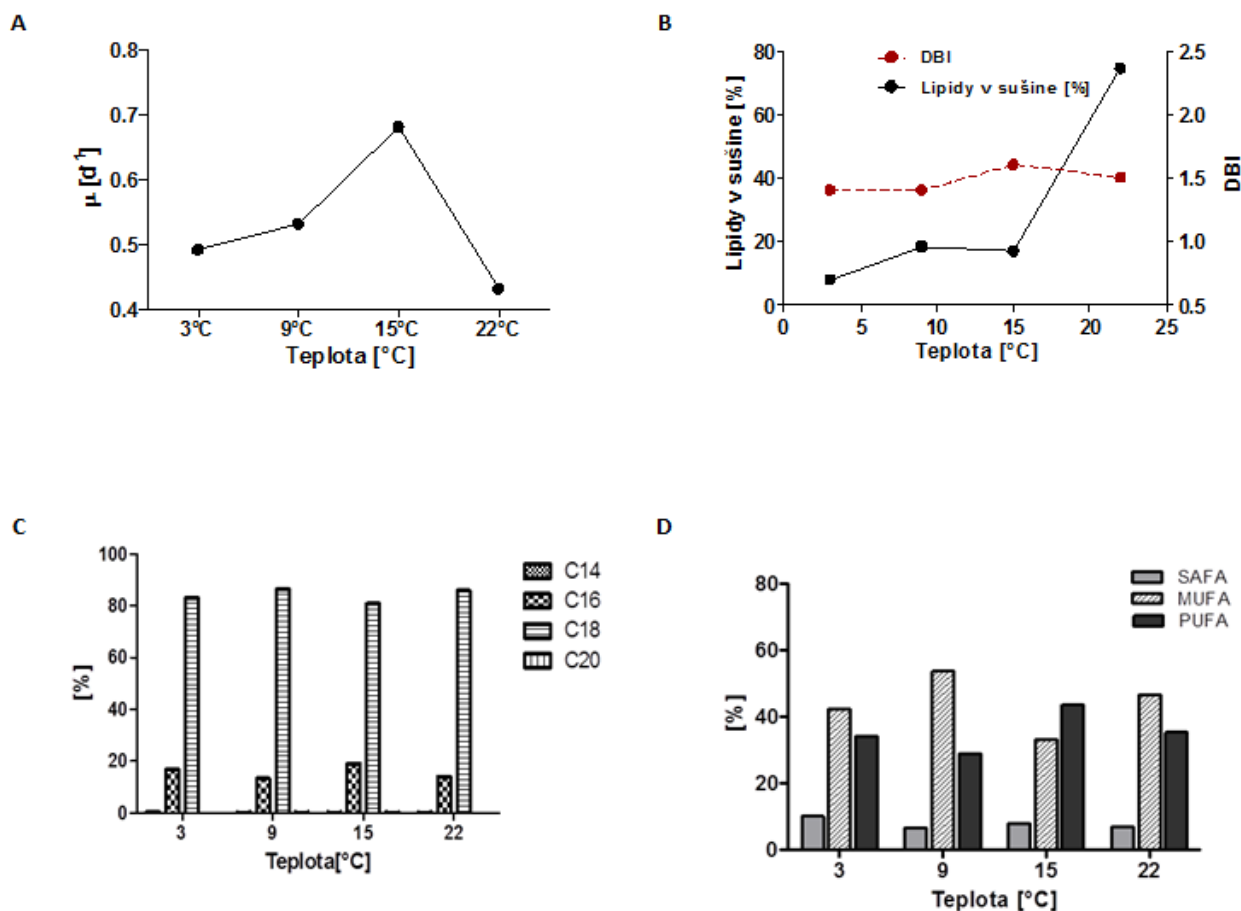 A
0.8
0.7
0.6
0.5
0.4
μ [d⁻¹]
3°C 9°C 15°C 22°C
Teplota [°C]
B
80
60
40
20
0
Lipidy v sušine [%]
DBI
Lipidy v sušine [%]
2.5
2.0
1.5
1.0
0.5
DBI
0 5 10 15 20 25
Teplota [°C]
C
100
80
60
40
20
0
[%]
C14
C16
C18
C20
3 9 15 22
Teplota[°C]
D
80
60
40
20
0
[%]
SAFA
MUFA
PUFA
3 9 15 22
Teplota [°C]